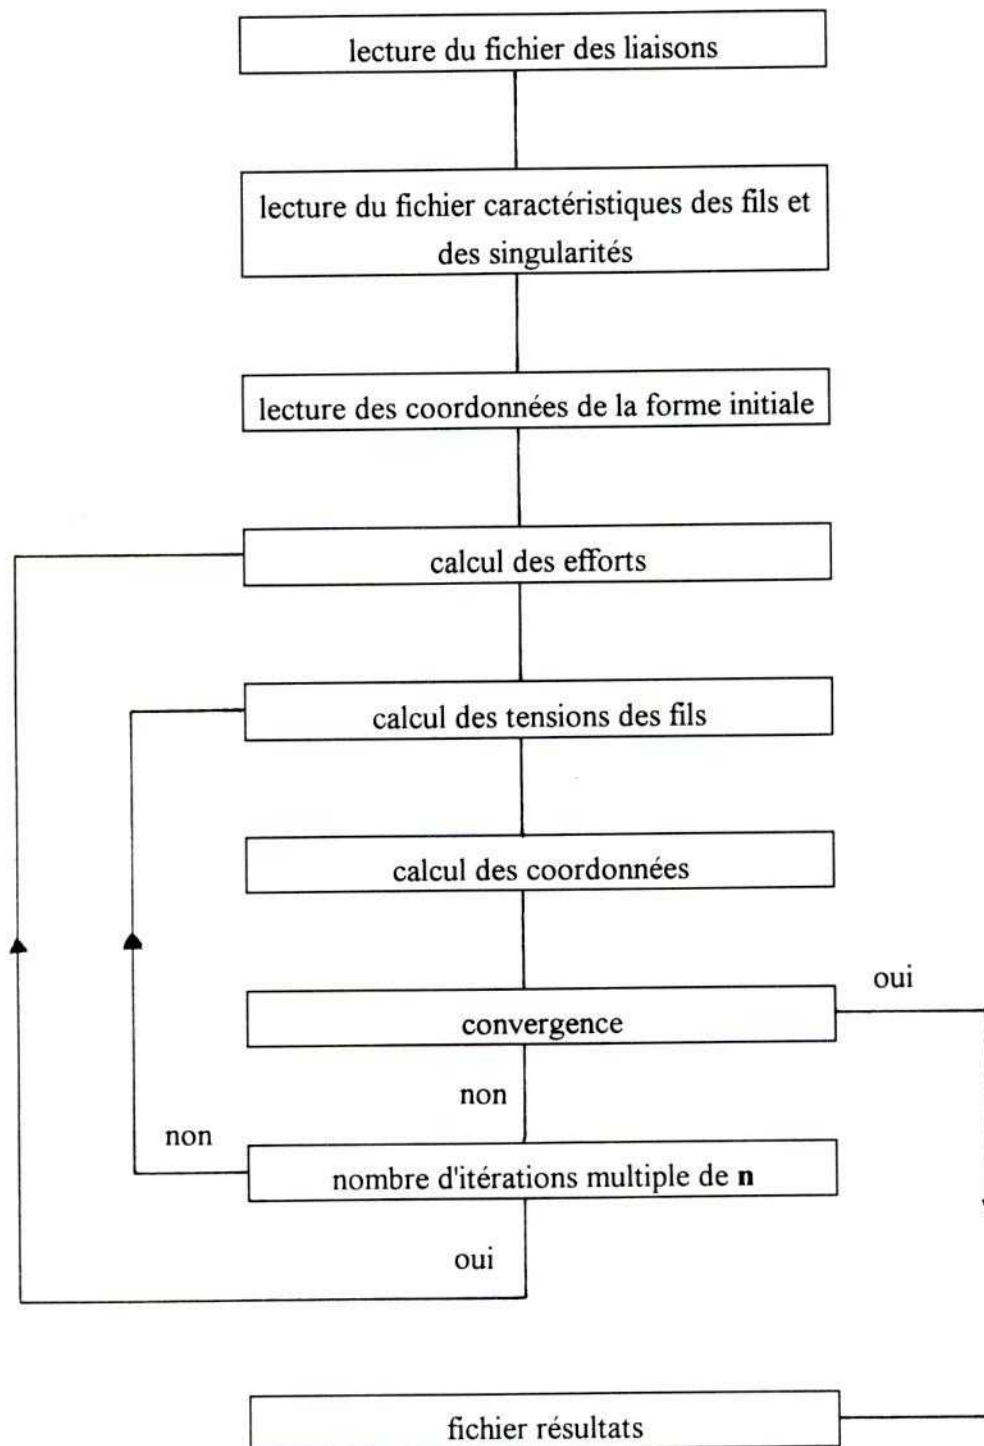 lecture du fichier des liaisons
lecture du fichier caractéristiques des fils et
des singularités
lecture des coordonnées de la forme initiale
calcul des efforts
calcul des tensions des fils
calcul des coordonnées
oui
convergence
non
non
nombre d'itérations multiple de n
oui
fichier résultats